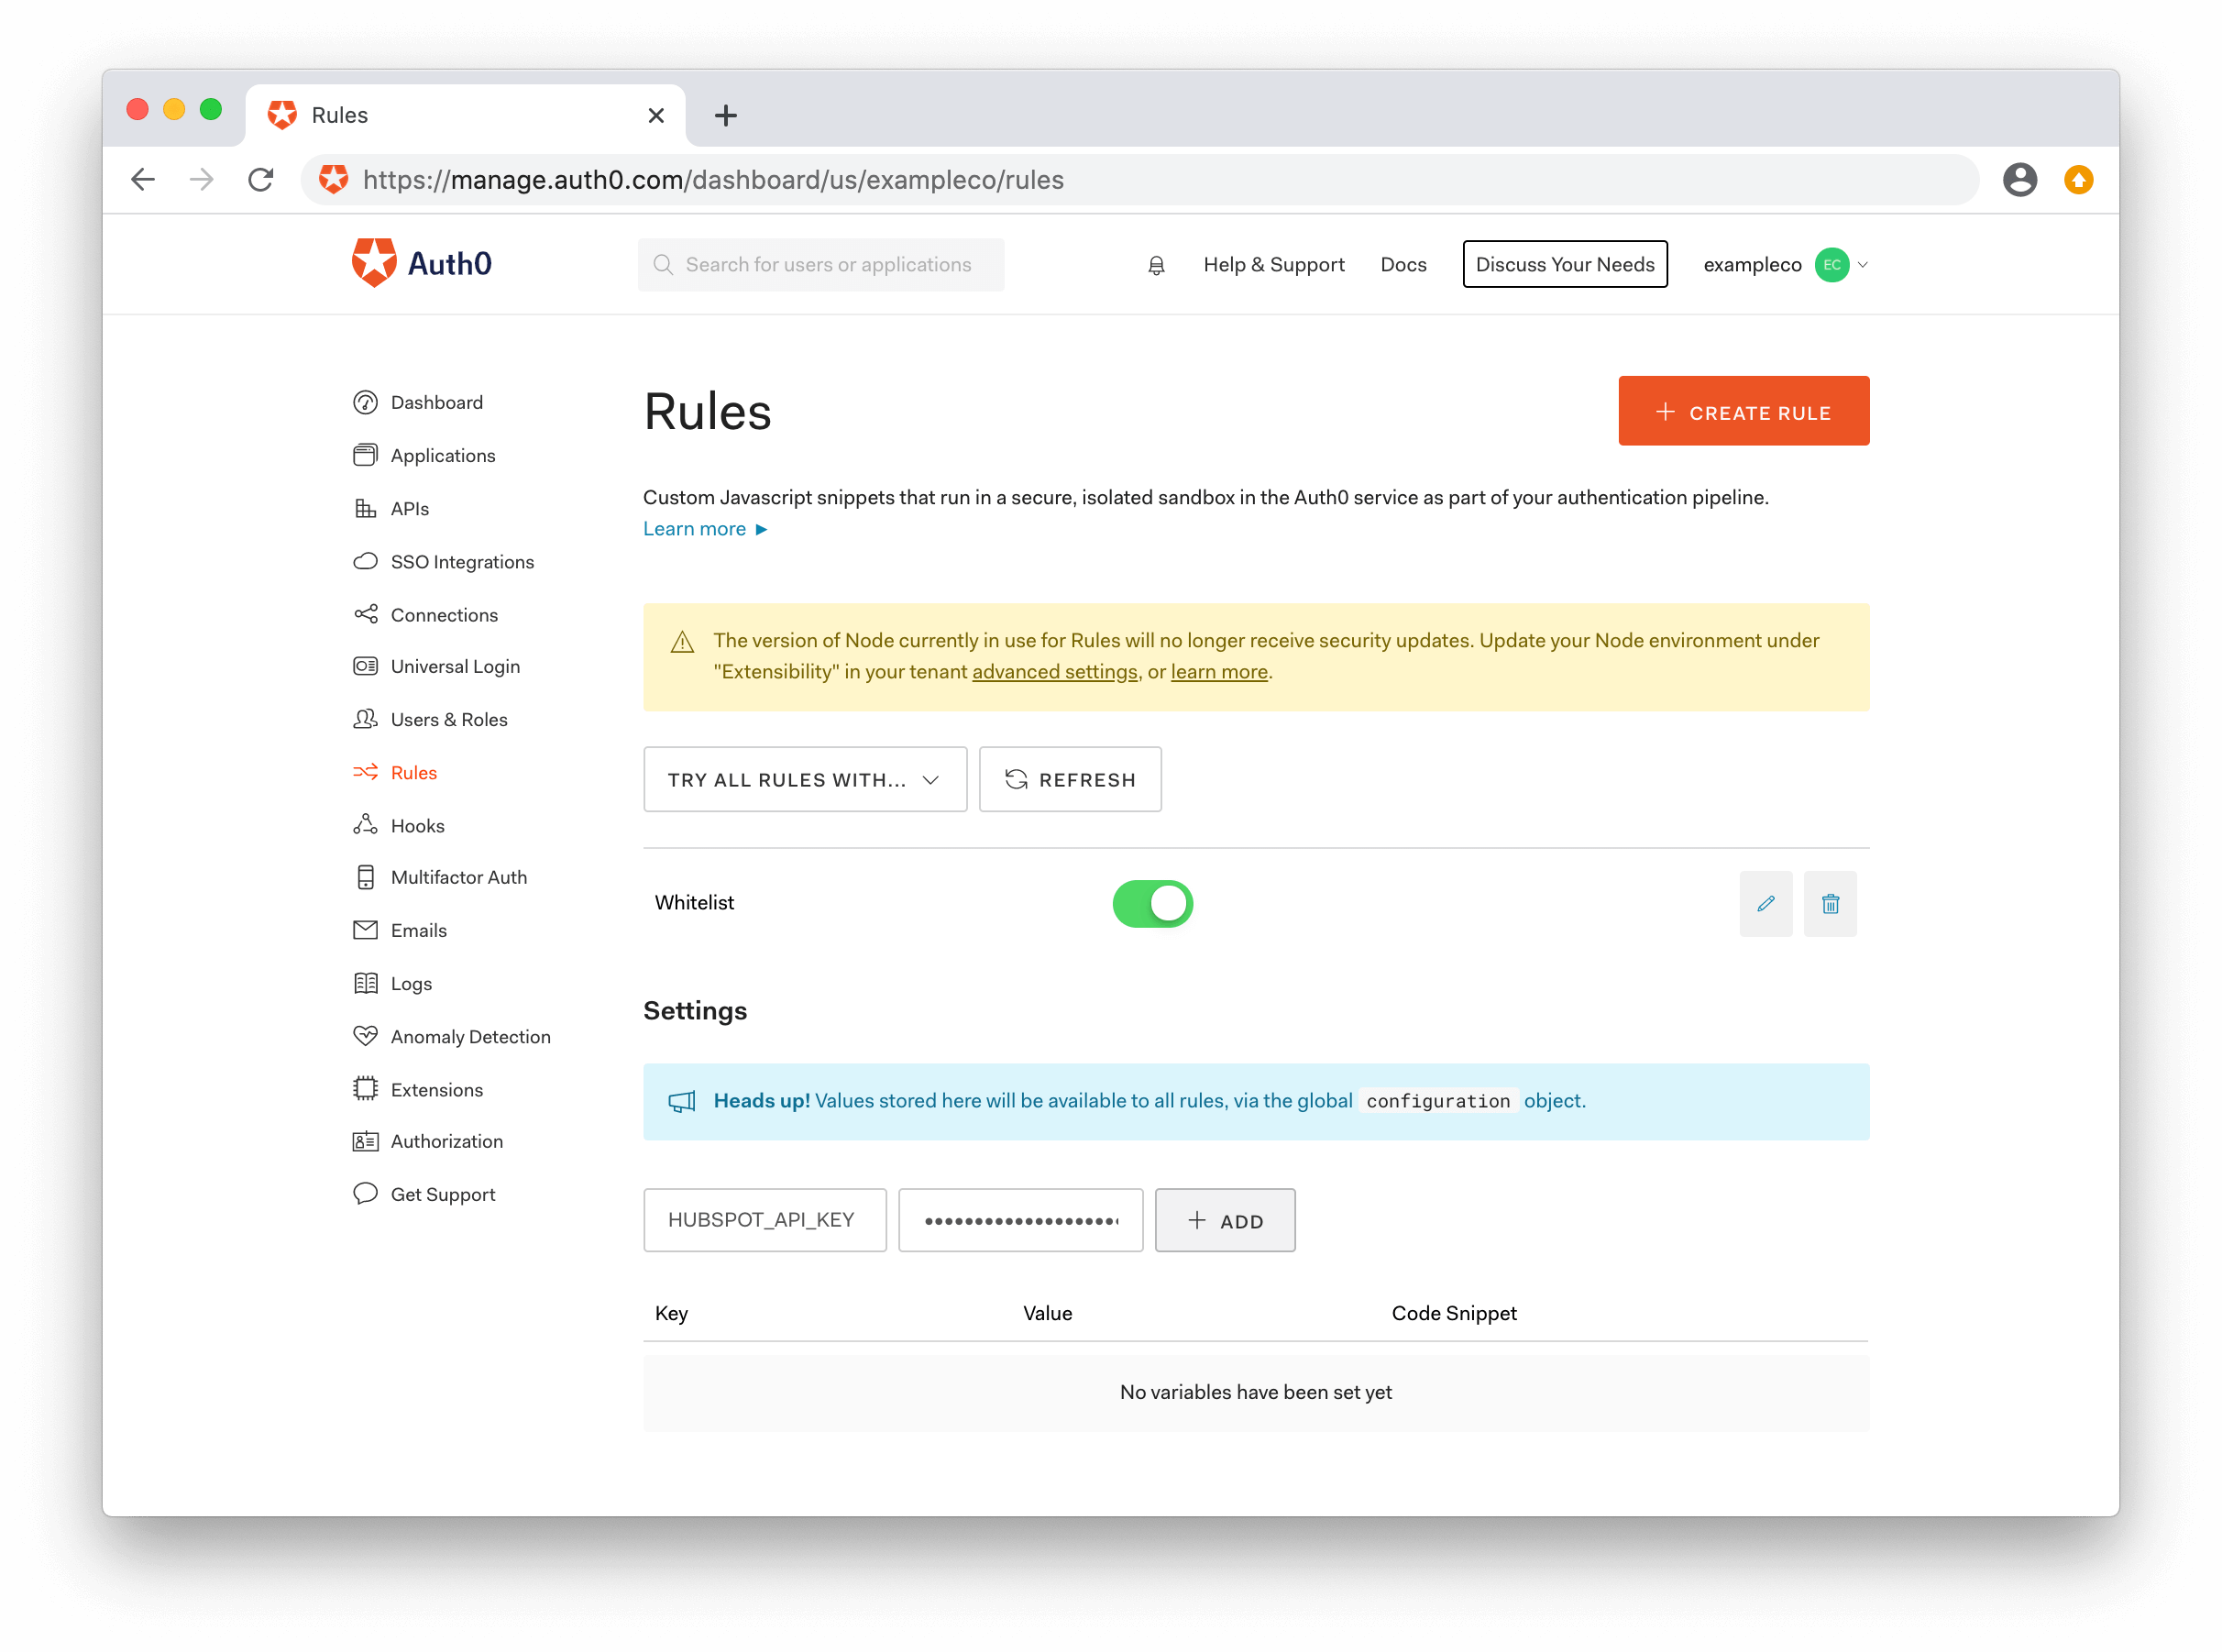 Rules
https://manage.auth0.com/dashboard/us/exampleco/rules
Auth0
Search for users or applications
Help & Support
Docs
Discuss Your Needs
exampleco
EC
Dashboard
Applications
APIs
SSO Integrations
Connections
Universal Login
Users & Roles
Rules
Hooks
Multifactor Auth
Emails
Logs
Anomaly Detection
Extensions
Authorization
Get Support
Rules
+ CREATE RULE
Custom Javascript snippets that run in a secure, isolated sandbox in the Auth0 service as part of your authentication pipeline.
Learn more ►
The version of Node currently in use for Rules will no longer receive security updates. Update your Node environment under
"Extensibility" in your tenant advanced settings, or learn more.
TRY ALL RULES WITH...
REFRESH
Whitelist
Settings
Heads up! Values stored here will be available to all rules, via the global configuration object.
HUBSPOT_API_KEY
+ ADD
Key
Value
Code Snippet
No variables have been set yet